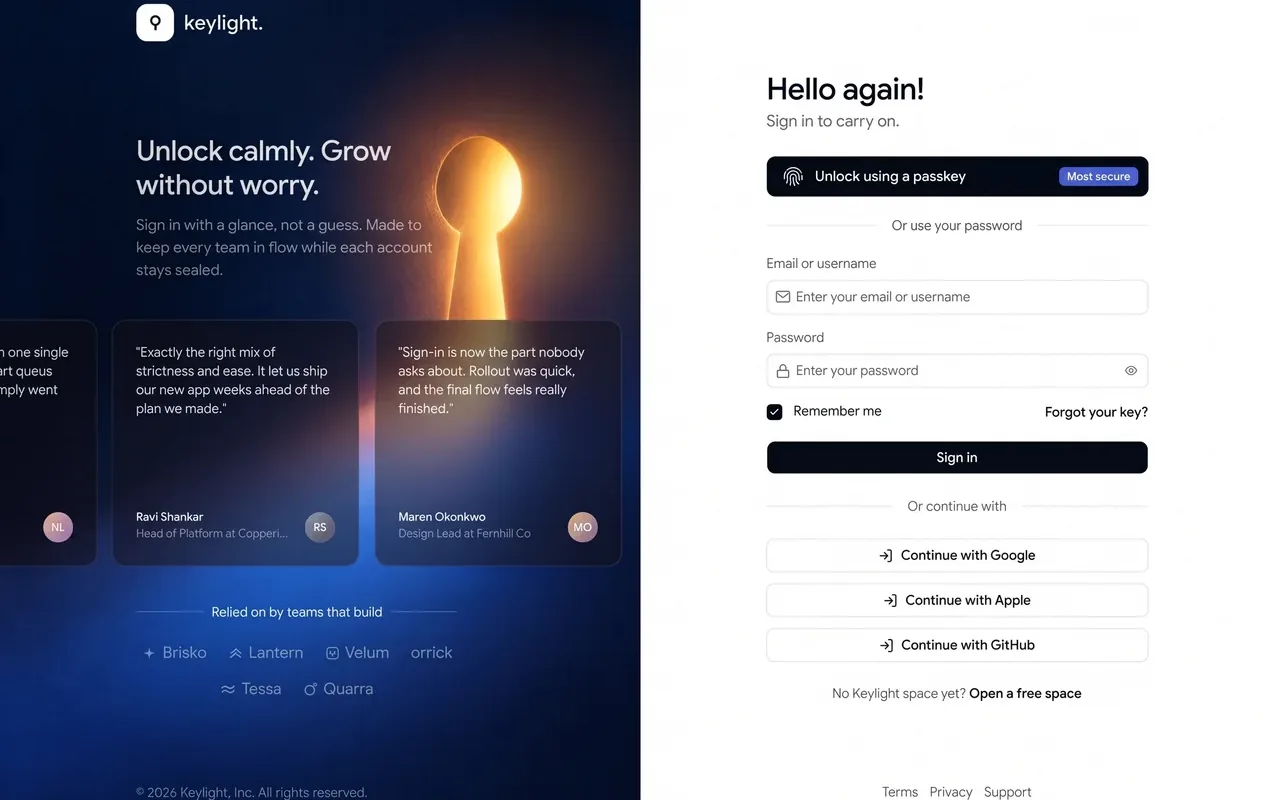 keylight.
Unlock calmly. Grow
without worry.
Sign in with a glance, not a guess. Made to
keep every team in flow while each account
stays sealed.
one single
art queus
mply went
NL
"Exactly the right mix of
strictness and ease. It let us ship
our new app weeks ahead of the
plan we made."
Ravi Shankar
Head of Platform at Copperi...
RS
"Sign-in is now the part nobody
asks about. Rollout was quick,
and the final flow feels really
finished."
Maren Okonkwo
Design Lead at Fernhill Co
MO
Relied on by teams that build
Brisko Lantern Velum orrick
Tessa Quarra
© 2026 Keylight, Inc. All rights reserved.
Hello again!
Sign in to carry on.
Unlock using a passkey Most secure
Or use your password
Email or username
Enter your email or username
Password
Enter your password
Remember me Forgot your key?
Sign in
Or continue with
Continue with Google
Continue with Apple
Continue with GitHub
No Keylight space yet? Open a free space
Terms Privacy Support